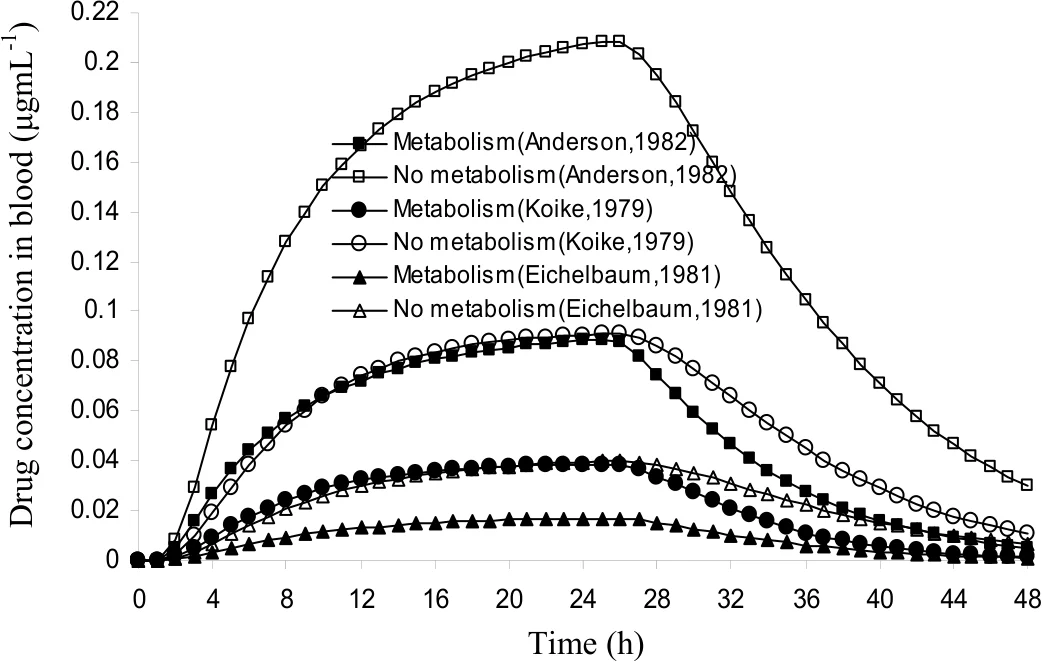 Drug concentration in blood (µgmL-1)
0.22
0.2
0.18
0.16
0.14
0.12
0.1
0.08
0.06
0.04
0.02
0
Metabolism(Anderson,1982)
No metabolism(Anderson,1982)
Metabolism(Koike,1979)
No metabolism(Koike,1979)
Metabolism(Eichelbaum,1981)
No metabolism(Eichelbaum,1981)
0 4 8 12 16 20 24 28 32 36 40 44 48
Time (h)